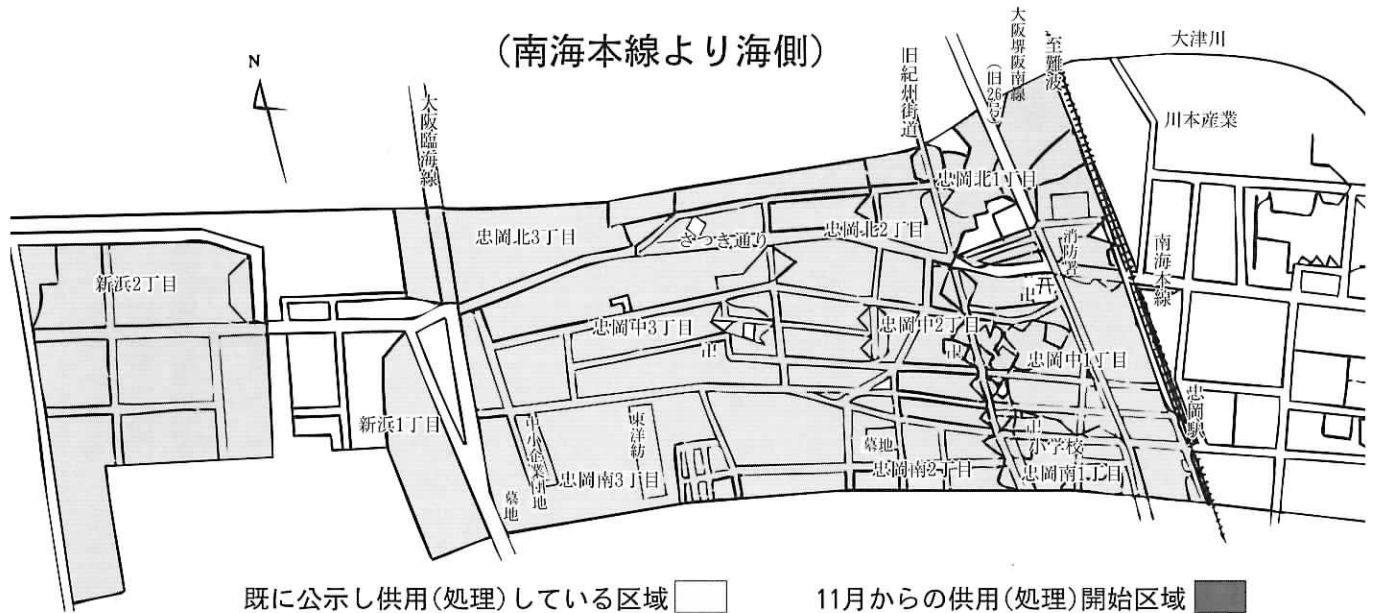 (南海本線より海側)
N
大阪臨海線
旧紀州街道
大阪堺阪南線
(旧26号)
至難波
大津川
川本産業
忠岡北1丁目
忠岡北2丁目
忠岡北3丁目
さつき通り
消防署
南海本線
新浜2丁目
忠岡中3丁目
忠岡中2丁目
忠岡中1丁目
卍
卍
卍
卍
新浜1丁目
中小企業団地
東洋紡
墓地
忠岡駅
小学校
忠岡南3丁目
忠岡南2丁目
忠岡南1丁目
墓地
既に公示し供用(処理)している区域
11月からの供用(処理)開始区域